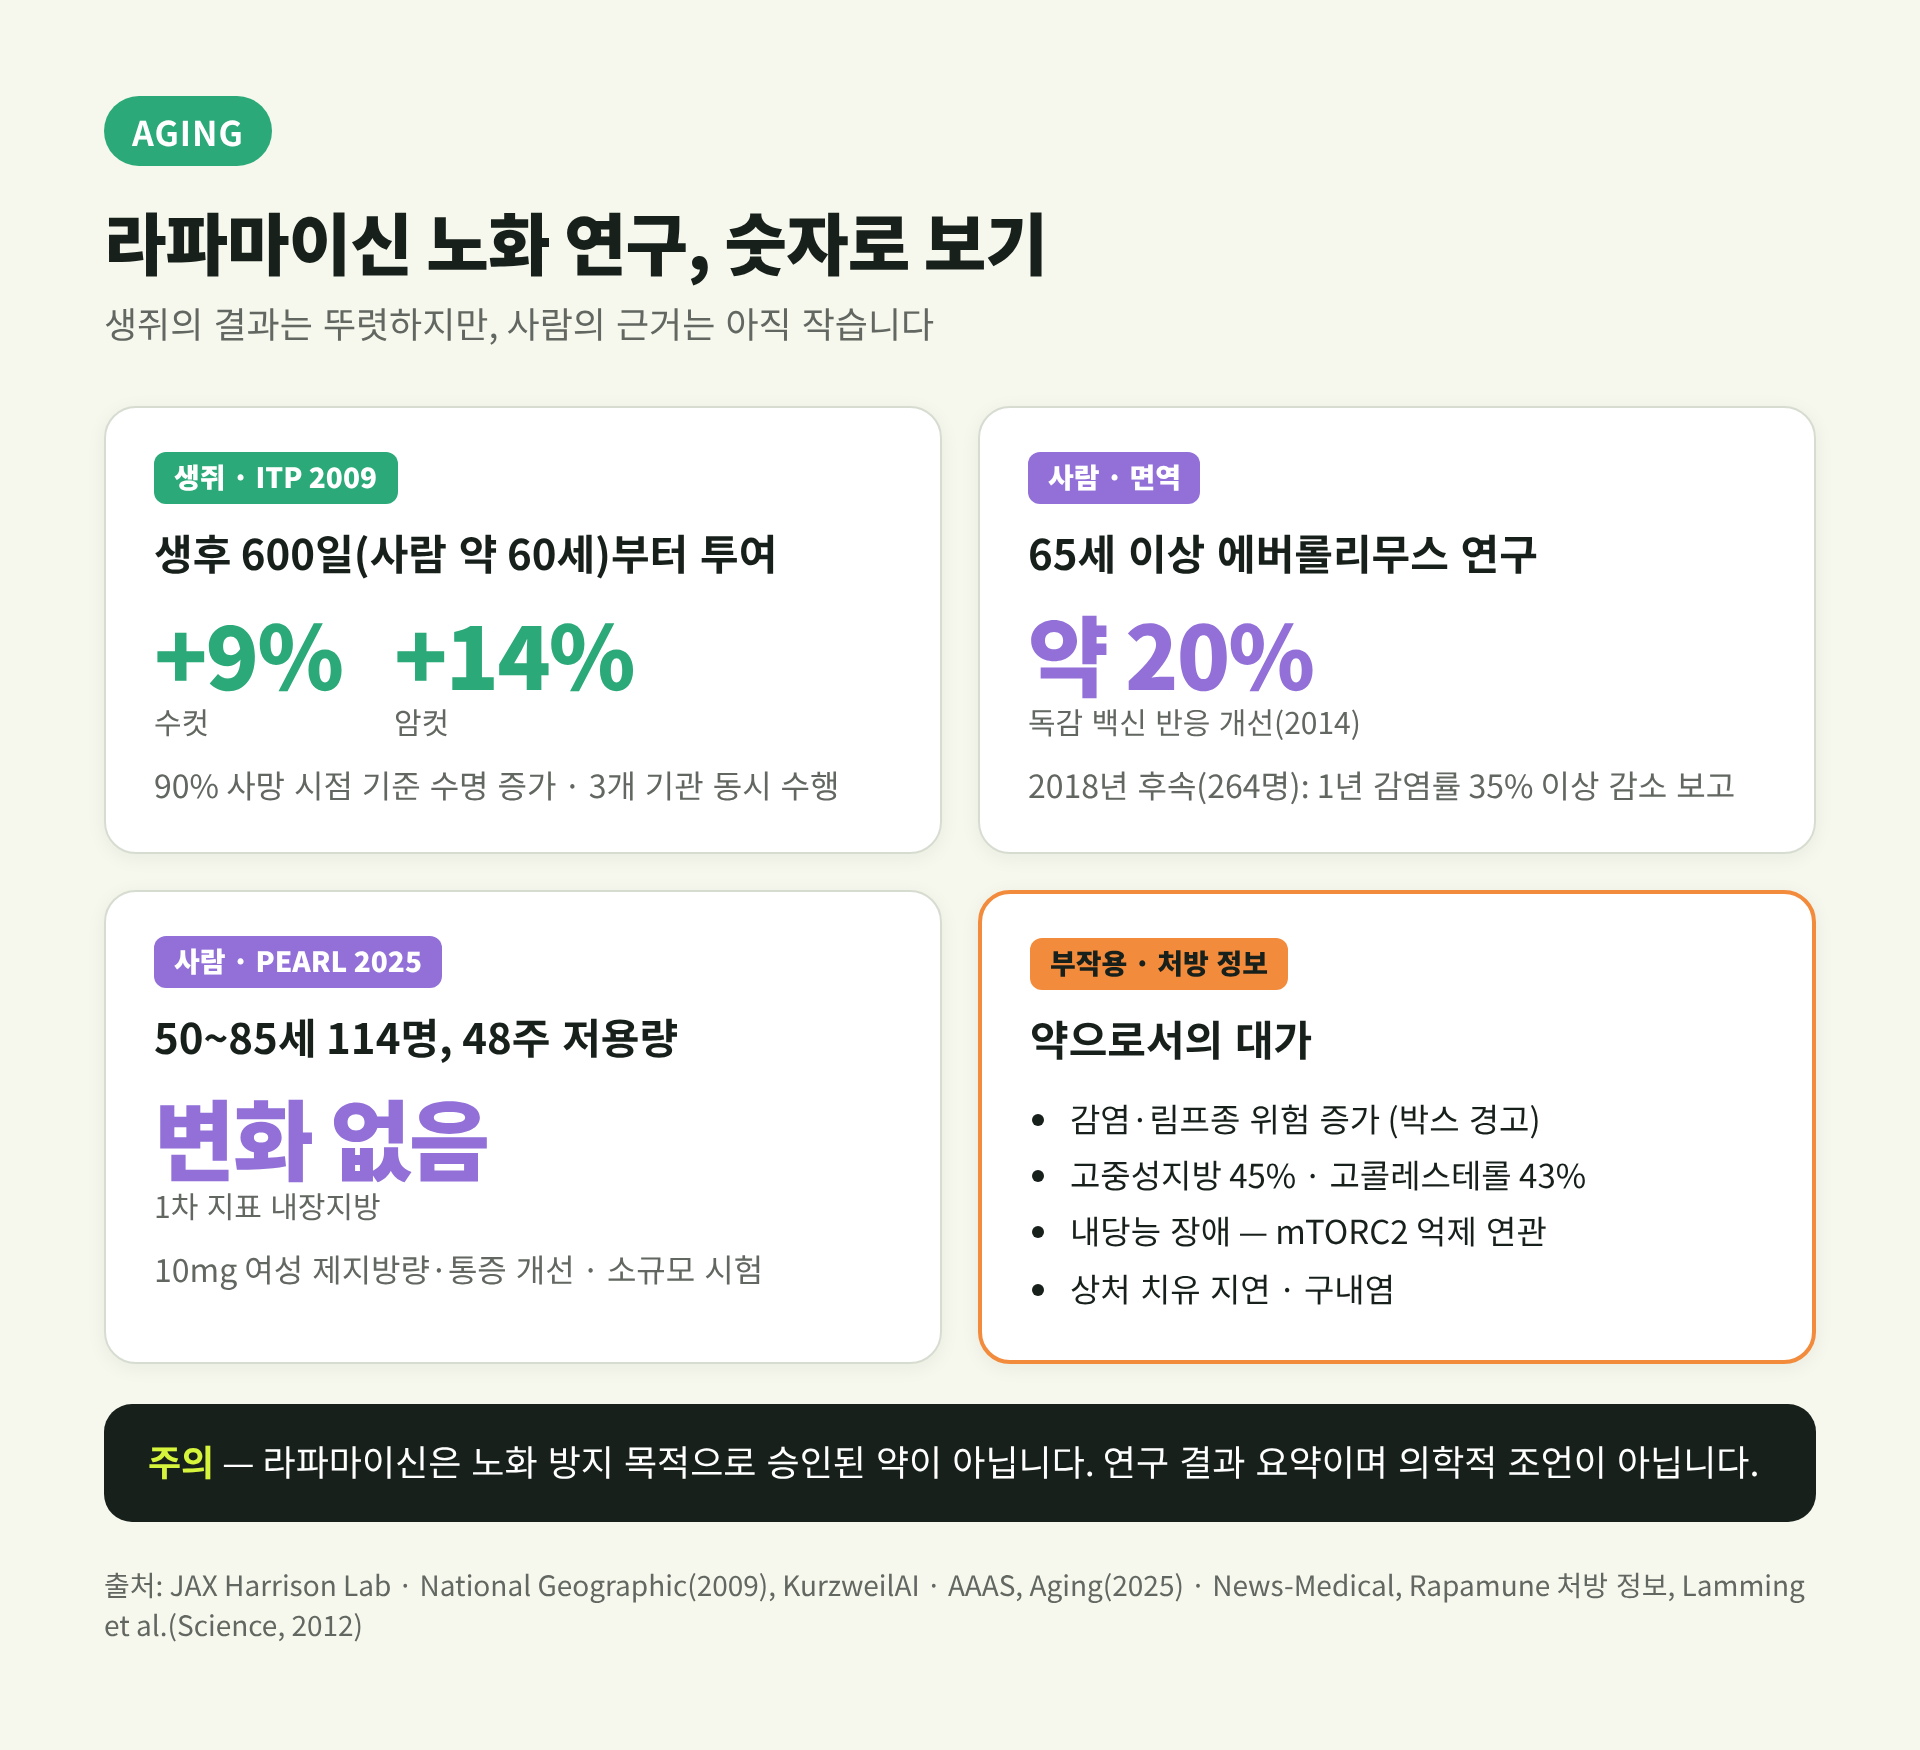 AGING
라파마이신 노화 연구, 숫자로 보기
생쥐의 결과는 뚜렷하지만, 사람의 근거는 아직 작습니다
생쥐 · ITP 2009
생후 600일(사람 약 60세)부터 투여
+9% +14%
수컷 암컷
90% 사망 시점 기준 수명 증가 · 3개 기관 동시 수행
사람 · 면역
65세 이상 에버롤리무스 연구
약 20%
독감 백신 반응 개선(2014)
2018년 후속(264명): 1년 감염률 35% 이상 감소 보고
사람 · PEARL 2025
50~85세 114명, 48주 저용량
변화 없음
1차 지표 내장지방
10mg 여성 제지방량·통증 개선 · 소규모 시험
부작용 · 처방 정보
약으로서의 대가
• 감염·림프종 위험 증가 (박스 경고)
• 고중성지방 45% · 고콜레스테롤 43%
• 내당능 장애 — mTORC2 억제 연관
• 상처 치유 지연 · 구내염
주의 — 라파마이신은 노화 방지 목적으로 승인된 약이 아닙니다. 연구 결과 요약이며 의학적 조언이 아닙니다.
출처: JAX Harrison Lab · National Geographic(2009), KurzweilAI · AAAS, Aging(2025) · News-Medical, Rapamune 처방 정보, Lamming
et al.(Science, 2012)